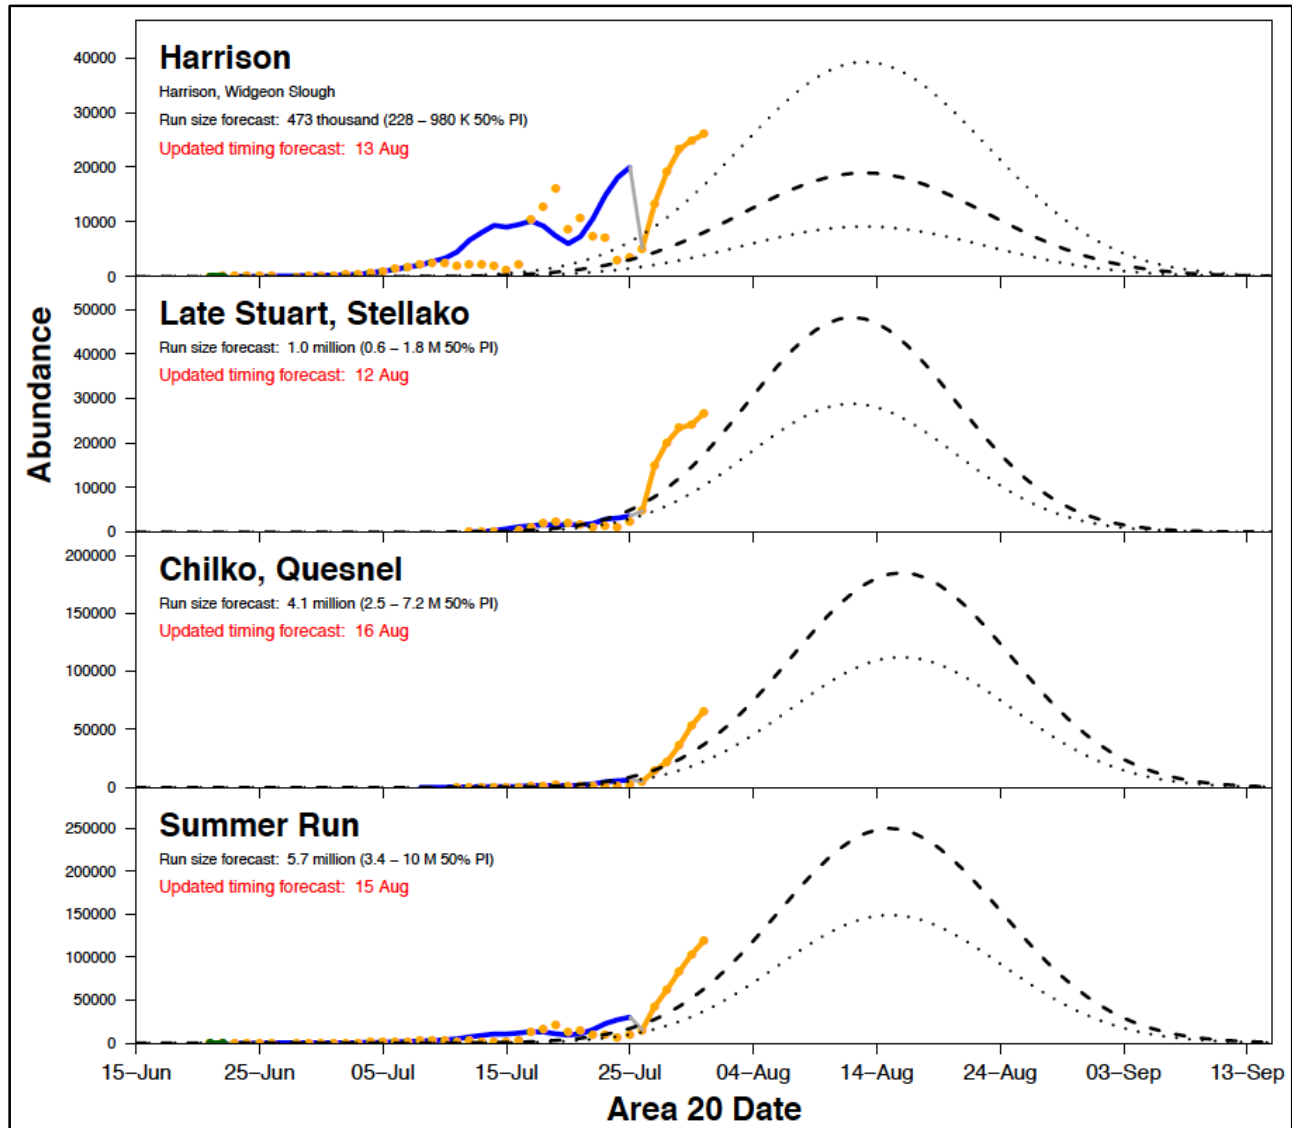 Abundance
40000
30000
20000
10000
0
Harrison
Harrison, Widgeon Slough
Run size forecast: 473 thousand (228 – 980 K 50% PI)
Updated timing forecast: 13 Aug
50000
40000
30000
20000
10000
0
Late Stuart, Stellako
Run size forecast: 1.0 million (0.6 – 1.8 M 50% PI)
Updated timing forecast: 12 Aug
200000
150000
100000
50000
0
Chilko, Quesnel
Run size forecast: 4.1 million (2.5 – 7.2 M 50% PI)
Updated timing forecast: 16 Aug
250000
200000
150000
100000
50000
0
Summer Run
Run size forecast: 5.7 million (3.4 – 10 M 50% PI)
Updated timing forecast: 15 Aug
15–Jun 25–Jun 05–Jul 15–Jul 25–Jul 04–Aug 14–Aug 24–Aug 03–Sep 13–Sep
Area 20 Date